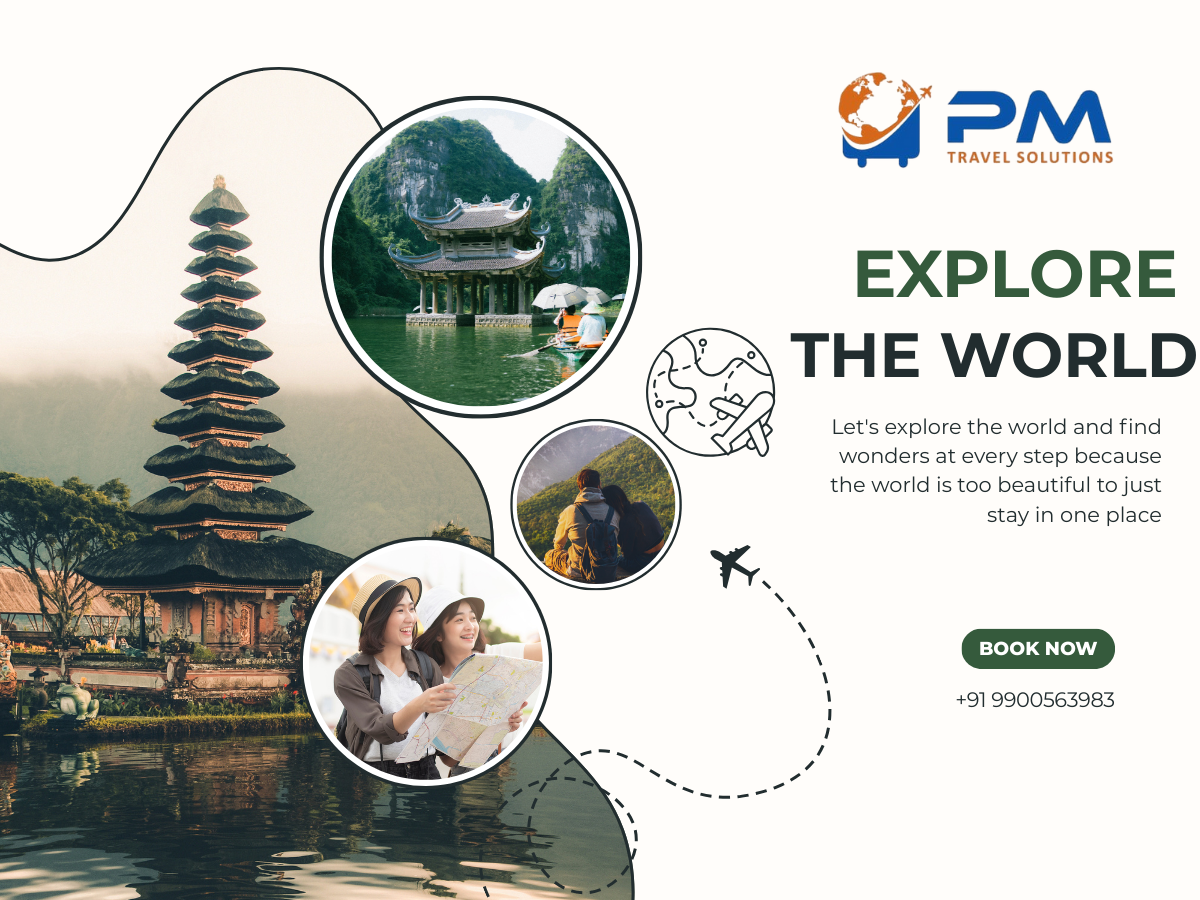 PM
TRAVEL SOLUTIONS
EXPLORE
THE WORLD
Let's explore the world and find
wonders at every step because
the world is too beautiful to just
stay in one place
BOOK NOW
+91 9900563983